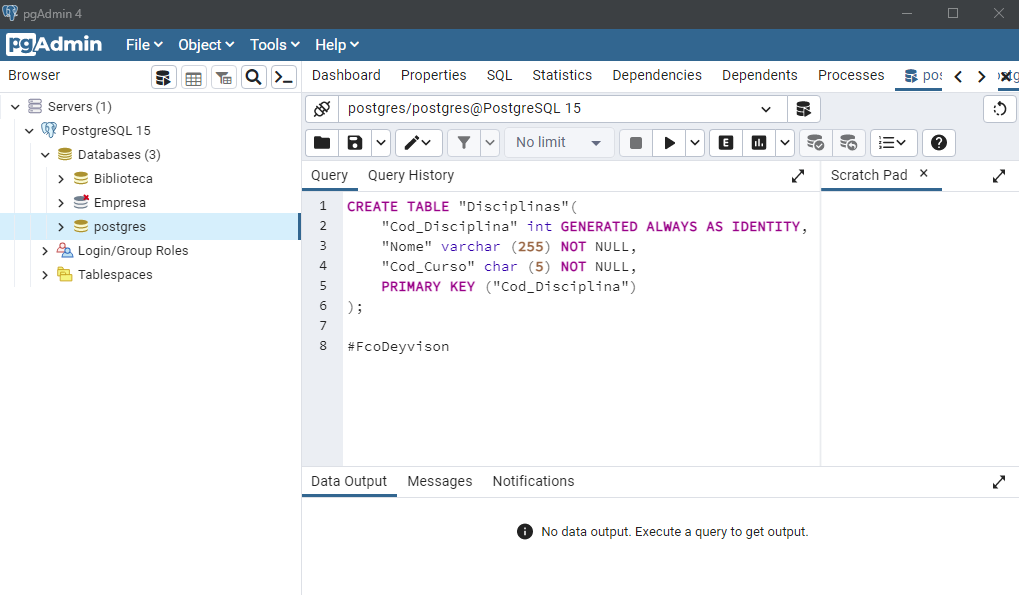 pgAdmin 4
pgAdmin
File Object Tools Help
Browser
Dashboard Properties SQL Statistics Dependencies Dependents Processes
Servers (1)
PostgreSQL 15
Databases (3)
Biblioteca
Empresa
postgres
Login/Group Roles
Tablespaces
postgres/postgres@PostgreSQL 15
No limit
E
Query Query History
Scratch Pad
1 CREATE TABLE "Disciplinas"(
2 "Cod_Disciplina" int GENERATED ALWAYS AS IDENTITY,
3 "Nome" varchar (255) NOT NULL,
4 "Cod_Curso" char (5) NOT NULL,
5 PRIMARY KEY ("Cod_Disciplina")
6 );
7
8 #FcoDeyvison
Data Output Messages Notifications
No data output. Execute a query to get output.